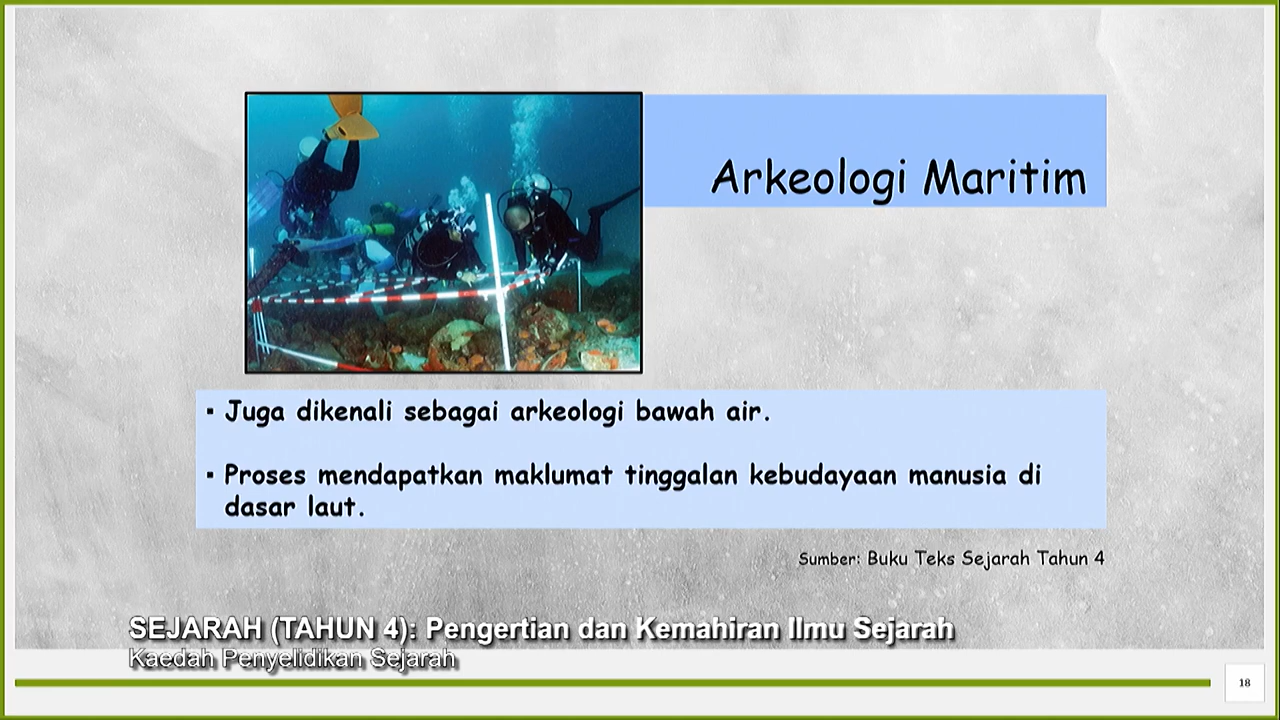 Arkeologi Maritim
▪ Juga dikenali sebagai arkeologi bawah air.
▪ Proses mendapatkan maklumat tinggalan kebudayaan manusia di
dasar laut.
Sumber: Buku Teks Sejarah Tahun 4
SEJARAH (TAHUN 4): Pengertian dan Kemahiran Ilmu Sejarah
Kaedah Penyelidikan Sejarah
18